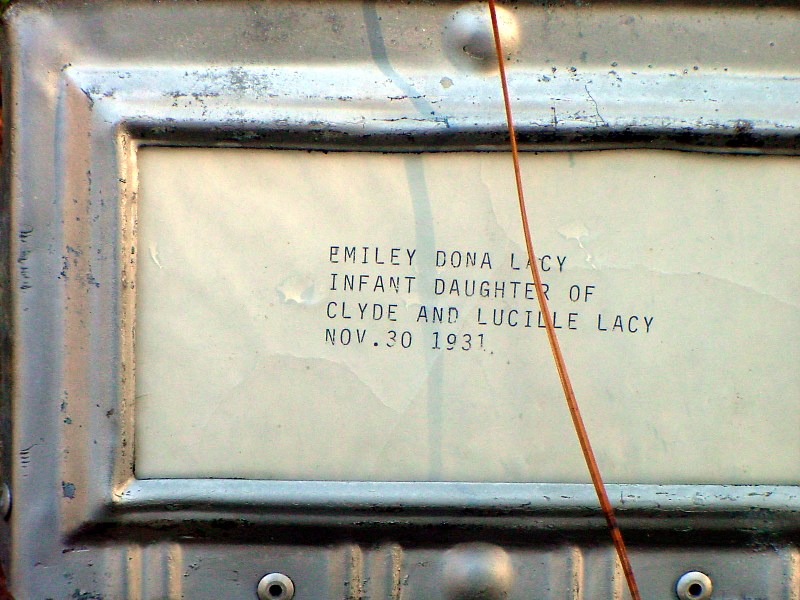 EMILEY DONA LACY
INFANT DAUGHTER OF
CLYDE AND LUCILLE LACY
NOV.30 1931